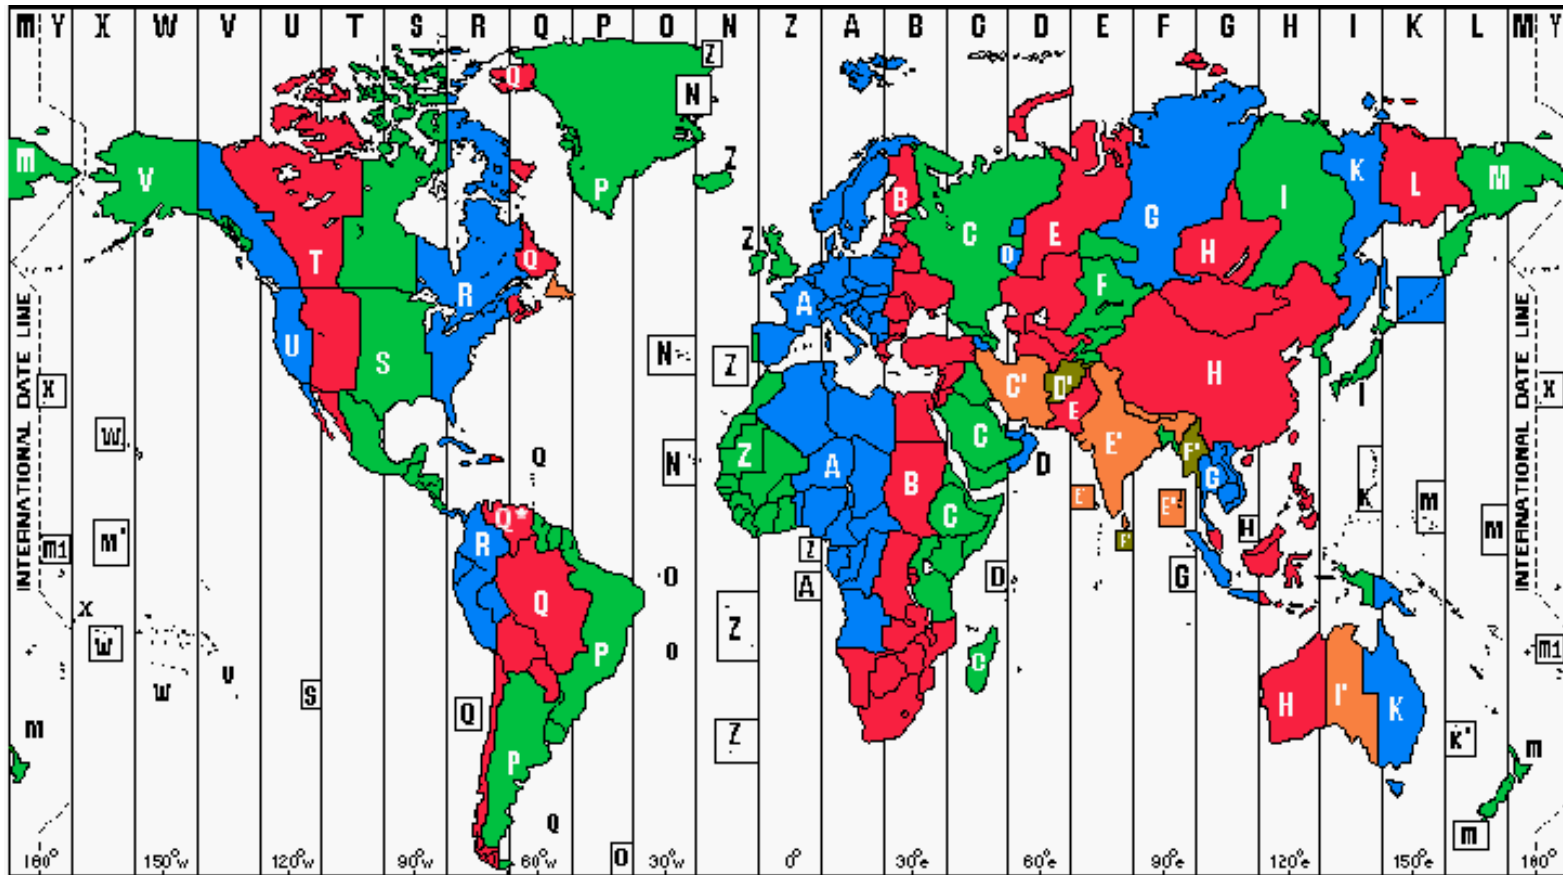 M Y X W V U T S R Q P O N Z A B C D E F G H I K L M Y
Z
Q
N
m V P Z B K L M
I
C G
Z T Q D E H
R F
A
U N Z S H
INTERNATIONAL DATE LINE
INTERNATIONAL DATE LINE
X C' D' X
E I
W Q N Z A C E' F' D G
B E' E" K m m
Q* C H
m1 m' R Z F'
A D G
O
X Q
W P O Z m1
W V C
S Q H I' K
m Z K' m
P
Q
O m
180° 150°w 120°w 90°w 60°w 30°w 0° 30°e 60°e 90°e 120°e 150°e 180°